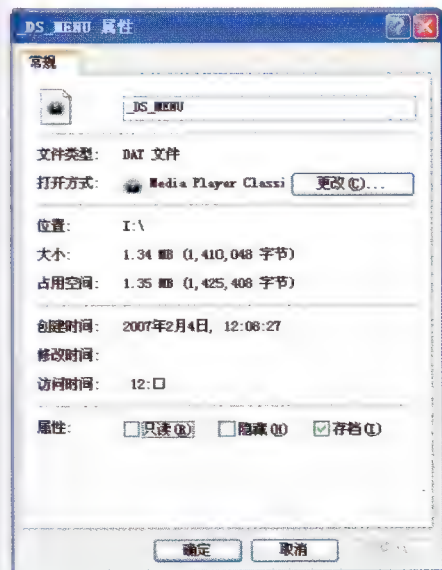 _DS_MENU 属性
常规
_DS_MENU
文件类型: DAT 文件
打开方式: Media Player Classi 更改(C)...
位置: I:\
大小: 1.34 MB (1,410,048 字节)
占用空间: 1.35 MB (1,425,408 字节)
创建时间: 2007年2月4日, 12:08:27
修改时间:
访问时间: 12:口
属性: 只读(R) 隐藏(H) 存档(I)
确定 取消